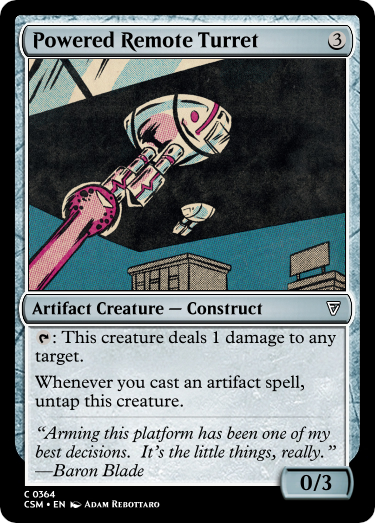 Powered Remote Turret 3
Artifact Creature — Construct
: This creature deals 1 damage to any
target.
Whenever you cast an artifact spell,
untap this creature.
“Arming this platform has been one of my
best decisions.  It's the little things, really.”
—Baron Blade
0/3
C 0364
CSM • EN Adam Rebottaro